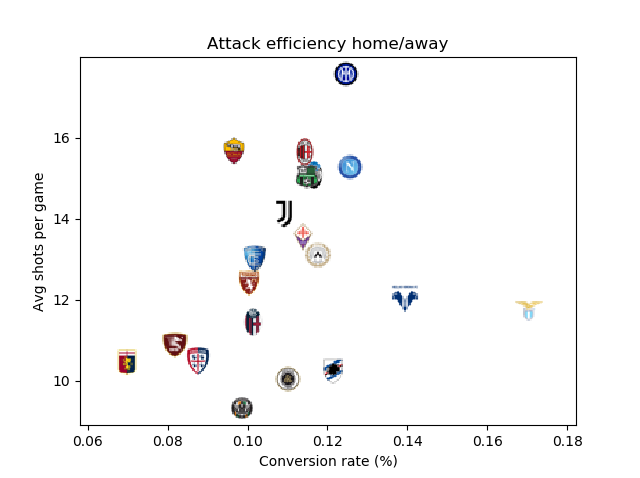 Attack efficiency home/away
Avg shots per game
16
14
12
10
0.06 0.08 0.10 0.12 0.14 0.16 0.18
Conversion rate (%)